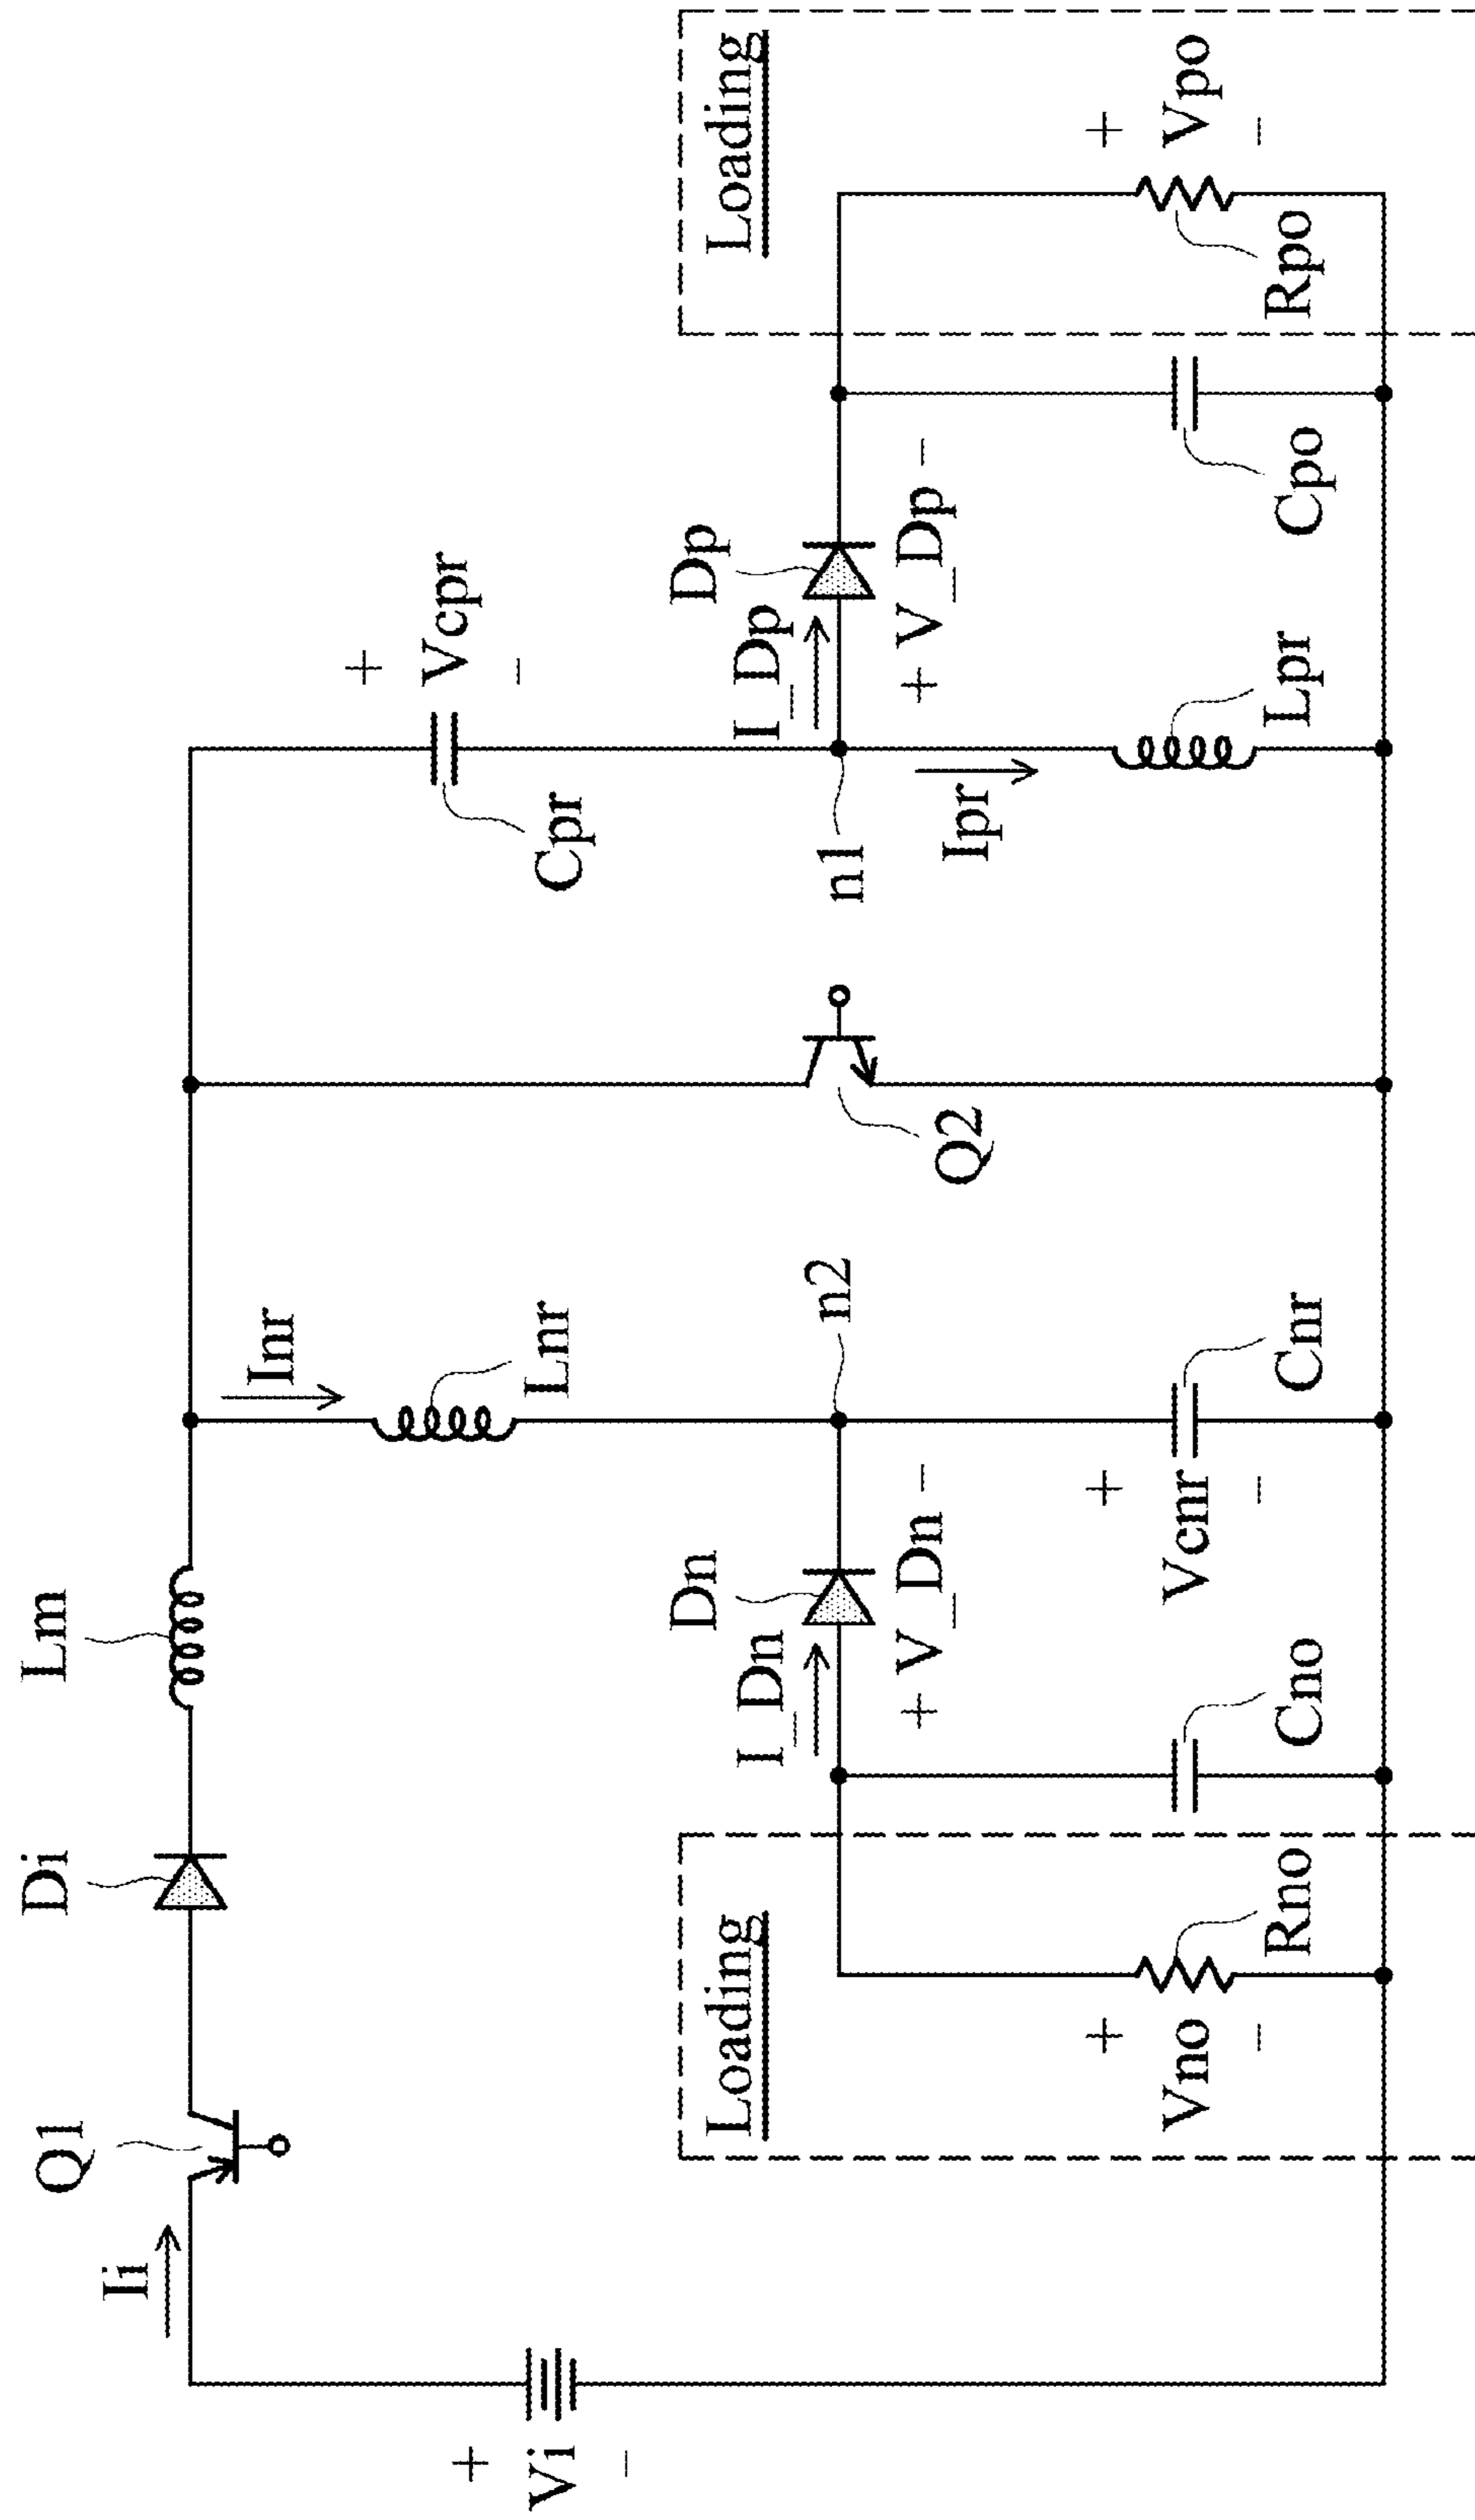 Ii
Q1
Di
Lm
+
Vi
−
Inr
Lnr
n2
Loading
+
Vno
−
Rno
Cno
I_Dn
Dn
+ V_Dn −
+
Vcnr
−
Cnr
Q2
+
Vcpr
−
Cpr
n1
I_Dp
Dp
+ V_Dp −
Ipr
Lpr
Cpo
Loading
+
Vpo
−
Rpo